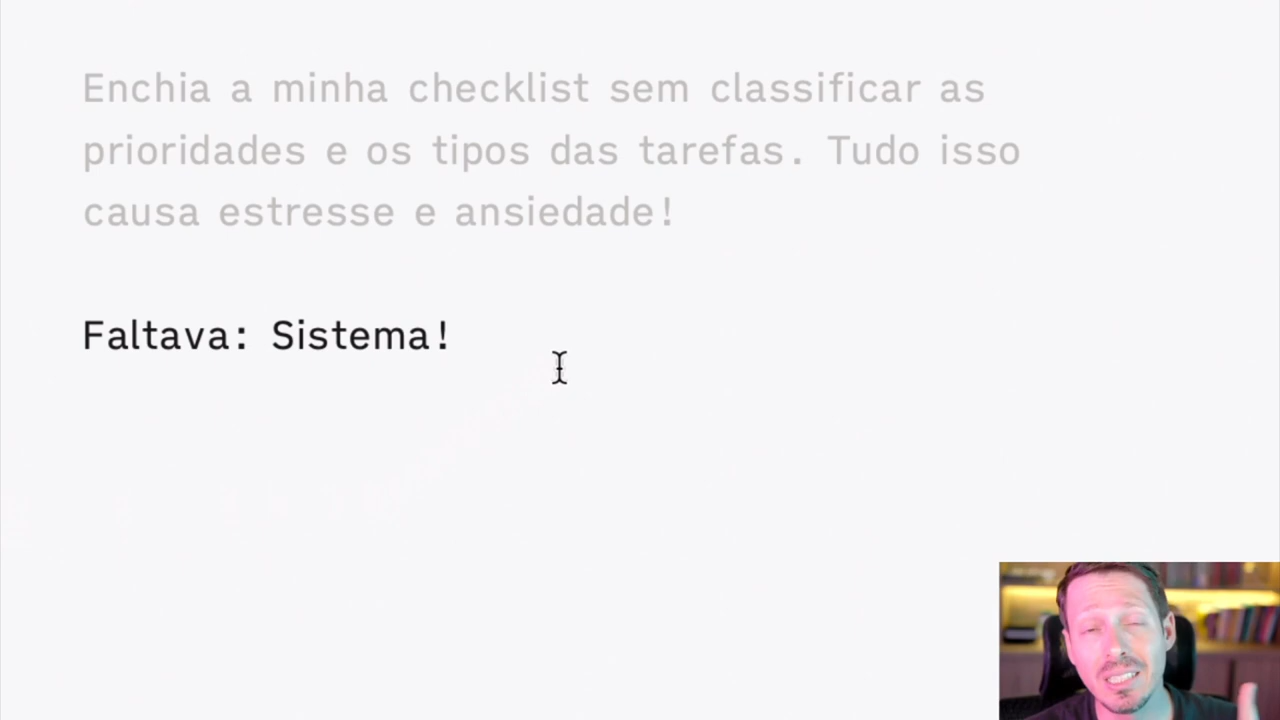 Enchia a minha checklist sem classificar as
prioridades e os tipos das tarefas. Tudo isso
causa estresse e ansiedade!
Faltava: Sistema!